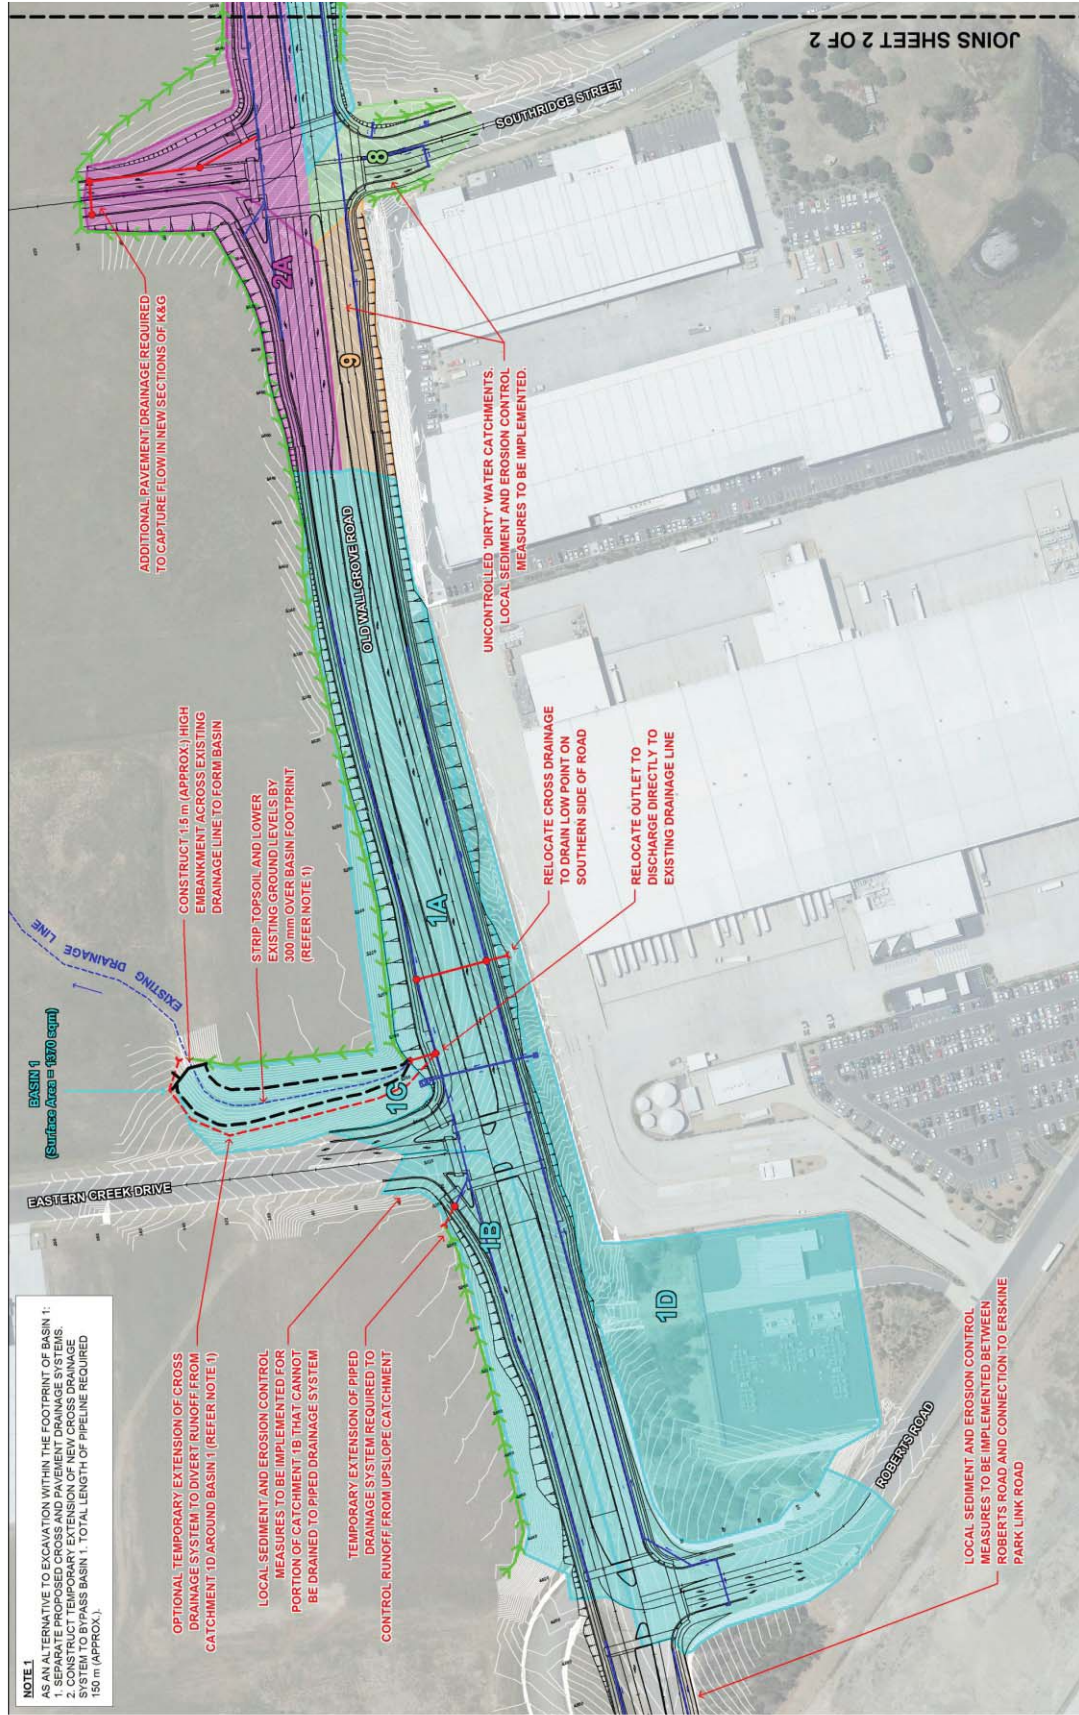 NOTE 1
AS AN ALTERNATIVE TO EXCAVATION WITHIN THE FOOTPRINT OF BASIN 1:
1. SEPARATE PROPOSED CROSS AND PAVEMENT DRAINAGE SYSTEMS.
2. CONSTRUCT TEMPORARY EXTENSION OF NEW CROSS DRAINAGE
SYSTEM TO BYPASS BASIN 1. TOTAL LENGTH OF PIPELINE REQUIRED
150 m (APPROX.).
OPTIONAL TEMPORARY EXTENSION OF CROSS
DRAINAGE SYSTEM TO DIVERT RUNOFF FROM
CATCHMENT 1D AROUND BASIN 1 (REFER NOTE 1)
LOCAL SEDIMENT AND EROSION CONTROL
MEASURES TO BE IMPLEMENTED FOR
PORTION OF CATCHMENT 1B THAT CANNOT
BE DRAINED TO PIPED DRAINAGE SYSTEM
TEMPORARY EXTENSION OF PIPED
DRAINAGE SYSTEM REQUIRED TO
CONTROL RUNOFF FROM UPSLOPE CATCHMENT
EASTERN CREEK DRIVE
BASIN 1
(Surface Area = 1370 sqm)
EXISTING DRAINAGE LINE
CONSTRUCT 1.5 m (APPROX.) HIGH
EMBANKMENT ACROSS EXISTING
DRAINAGE LINE TO FORM BASIN
STRIP TOPSOIL AND LOWER
EXISTING GROUND LEVELS BY
300 mm OVER BASIN FOOTPRINT
(REFER NOTE 1)
ADDITIONAL PAVEMENT DRAINAGE REQUIRED
TO CAPTURE FLOW IN NEW SECTIONS OF K&G
1B
1C
1A
OLD WALLGROVE ROAD
9
2A
8
SOUTHRIDGE STREET
JOINS SHEET 2 OF 2
1D
ROBERTS ROAD
RELOCATE CROSS DRAINAGE
TO DRAIN LOW POINT ON
SOUTHERN SIDE OF ROAD
RELOCATE OUTLET TO
DISCHARGE DIRECTLY TO
EXISTING DRAINAGE LINE
UNCONTROLLED 'DIRTY' WATER CATCHMENTS.
LOCAL SEDIMENT AND EROSION CONTROL
MEASURES TO BE IMPLEMENTED.
LOCAL SEDIMENT AND EROSION CONTROL
MEASURES TO BE IMPLEMENTED BETWEEN
ROBERTS ROAD AND CONNECTION TO ERSKINE
PARK LINK ROAD